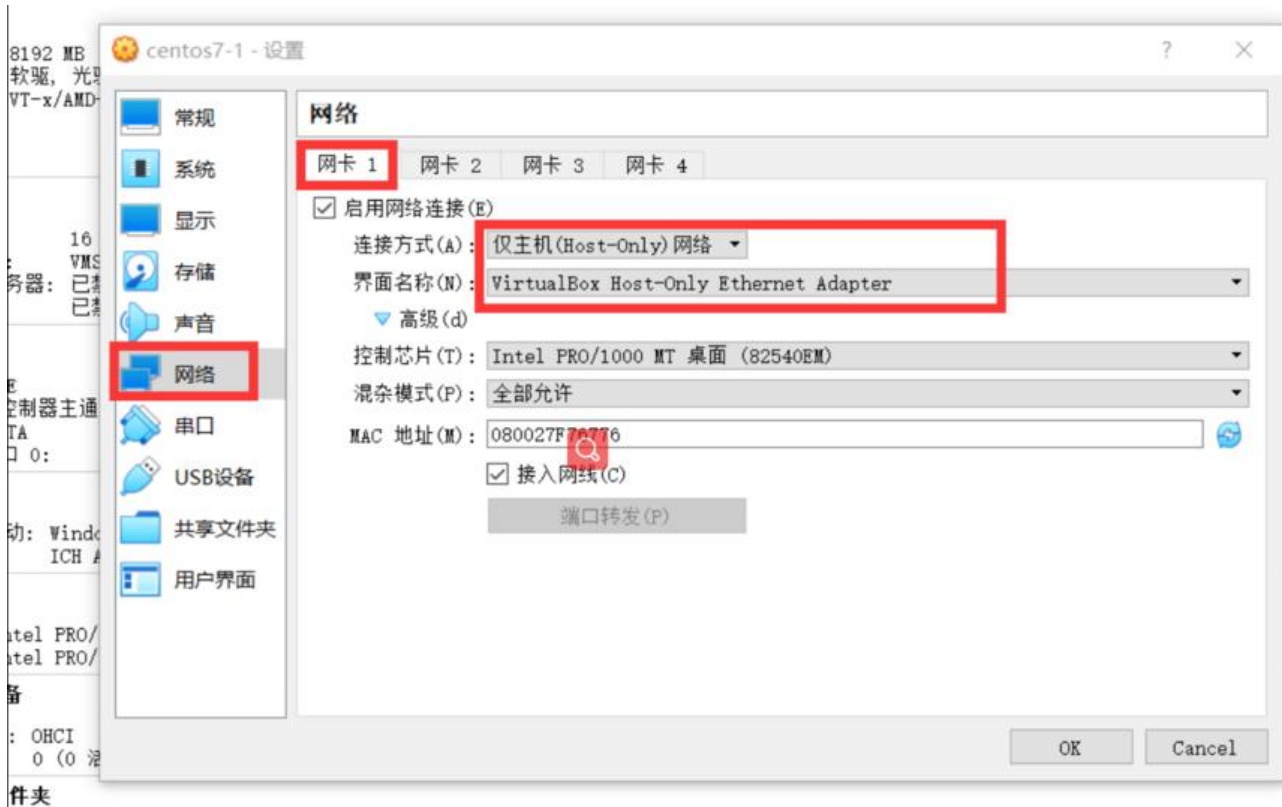 centos7-1 - 设置
8192 MB
软驱, 光驱
VT-x/AMD-
16
VMS
务器: 已禁
已禁
控制器主通
TA
口 0:
动: Windo
ICH A
ntel PRO/
ntel PRO/
备
: OHCI
0 (0 活
件夹
常规
系统
显示
存储
声音
网络
串口
USB设备
共享文件夹
用户界面
网络
网卡 1 网卡 2 网卡 3 网卡 4
启用网络连接(E)
连接方式(A): 仅主机(Host-Only)网络
界面名称(N): VirtualBox Host-Only Ethernet Adapter
高级(d)
控制芯片(T): Intel PRO/1000 MT 桌面 (82540EM)
混杂模式(P): 全部允许
MAC 地址(M): 080027F76776
接入网线(C)
端口转发(P)
OK Cancel